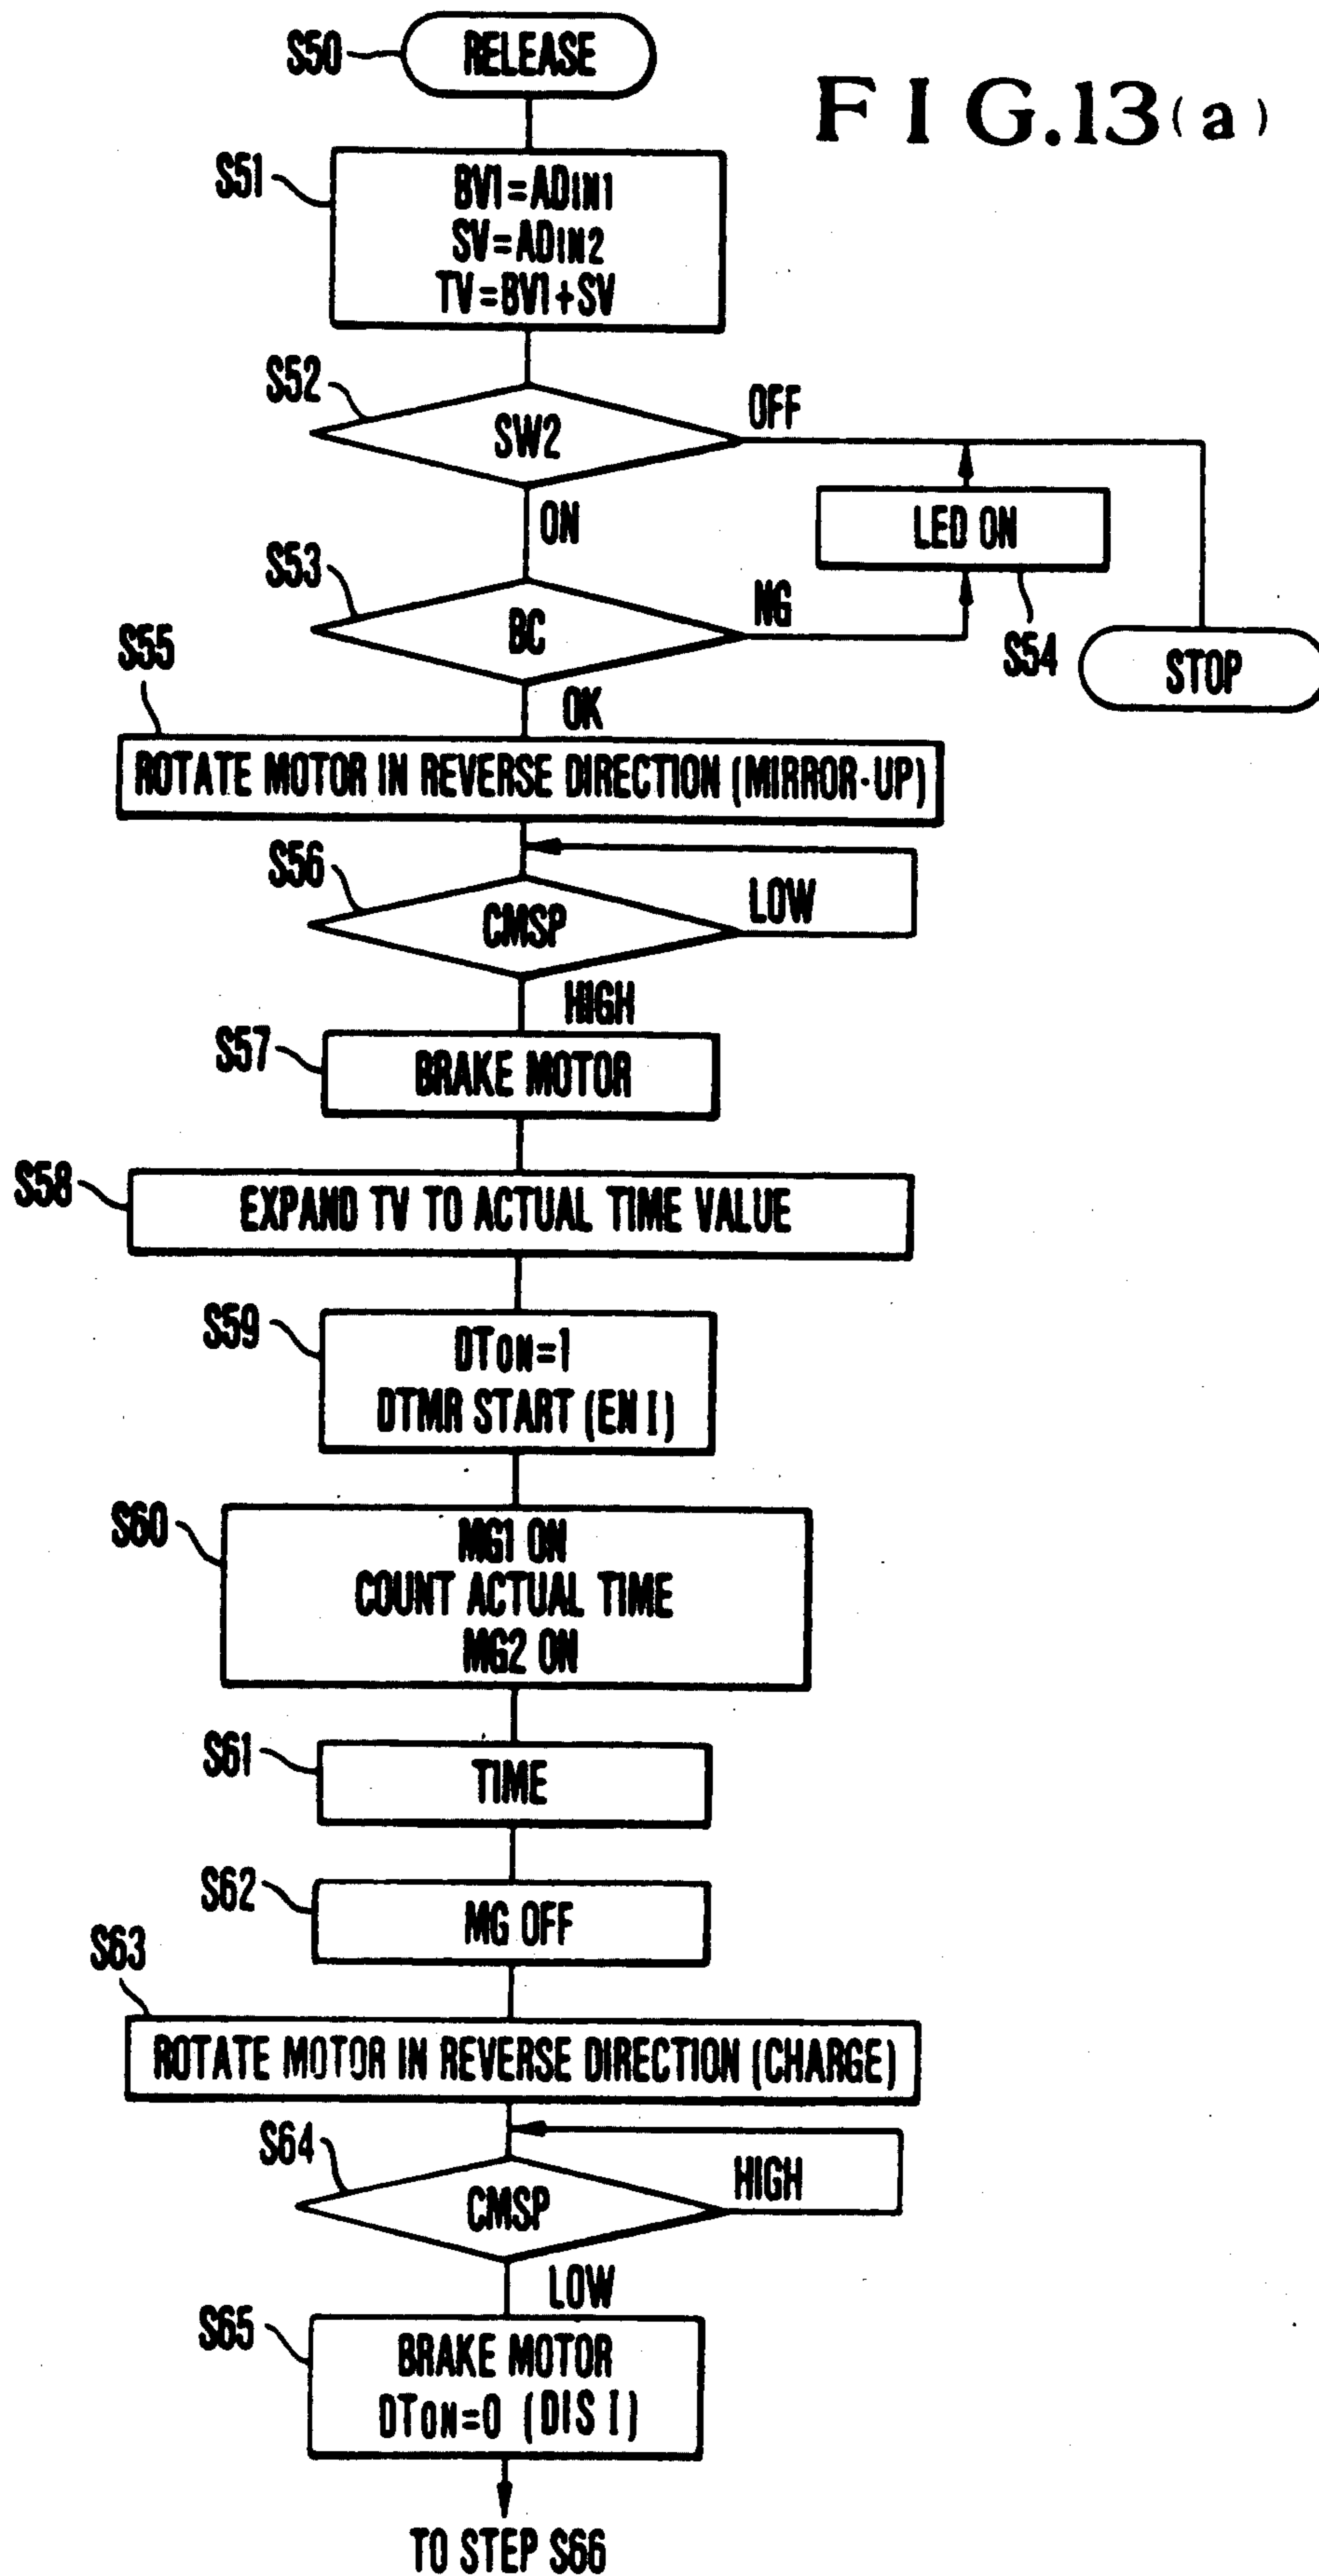 FIG.13(a)
S50
RELEASE
S51
BV1=ADIN1
SV=ADIN2
TV=BV1+SV
S52
SW2
OFF
ON
LED ON
S54
STOP
S53
BC
NG
OK
S55
ROTATE MOTOR IN REVERSE DIRECTION (MIRROR-UP)
S56
CMSP
LOW
HIGH
S57
BRAKE MOTOR
S58
EXPAND TV TO ACTUAL TIME VALUE
S59
DTON=1
DTMR START (EN I)
S60
MG1 ON
COUNT ACTUAL TIME
MG2 ON
S61
TIME
S62
MG OFF
S63
ROTATE MOTOR IN REVERSE DIRECTION (CHARGE)
S64
CMSP
HIGH
LOW
S65
BRAKE MOTOR
DTON=0 (DIS I)
TO STEP S66